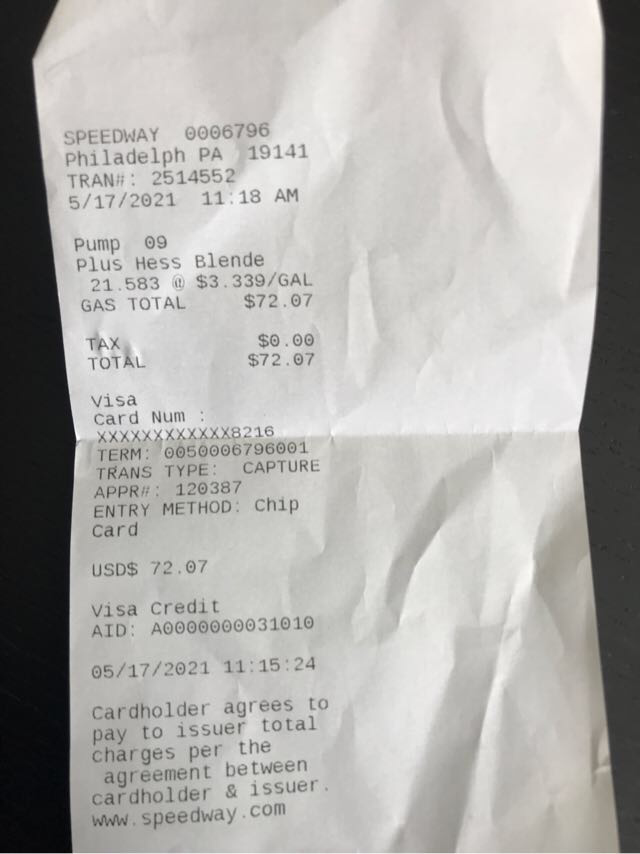 SPEEDWAY 0006796
Philadelph PA 19141
TRAN#: 2514552
5/17/2021 11:18 AM
Pump 09
Plus Hess Blende
21.583 @ $3.339/GAL
GAS TOTAL $72.07
TAX $0.00
TOTAL $72.07
Visa
Card Num :
XXXXXXXXXXXX8216
TERM: 0050006796001
TRANS TYPE: CAPTURE
APPR#: 120387
ENTRY METHOD: Chip
Card
USD$ 72.07
Visa Credit
AID: A0000000031010
05/17/2021 11:15:24
Cardholder agrees to
pay to issuer total
charges per the
agreement between
cardholder & issuer.
www.speedway.com